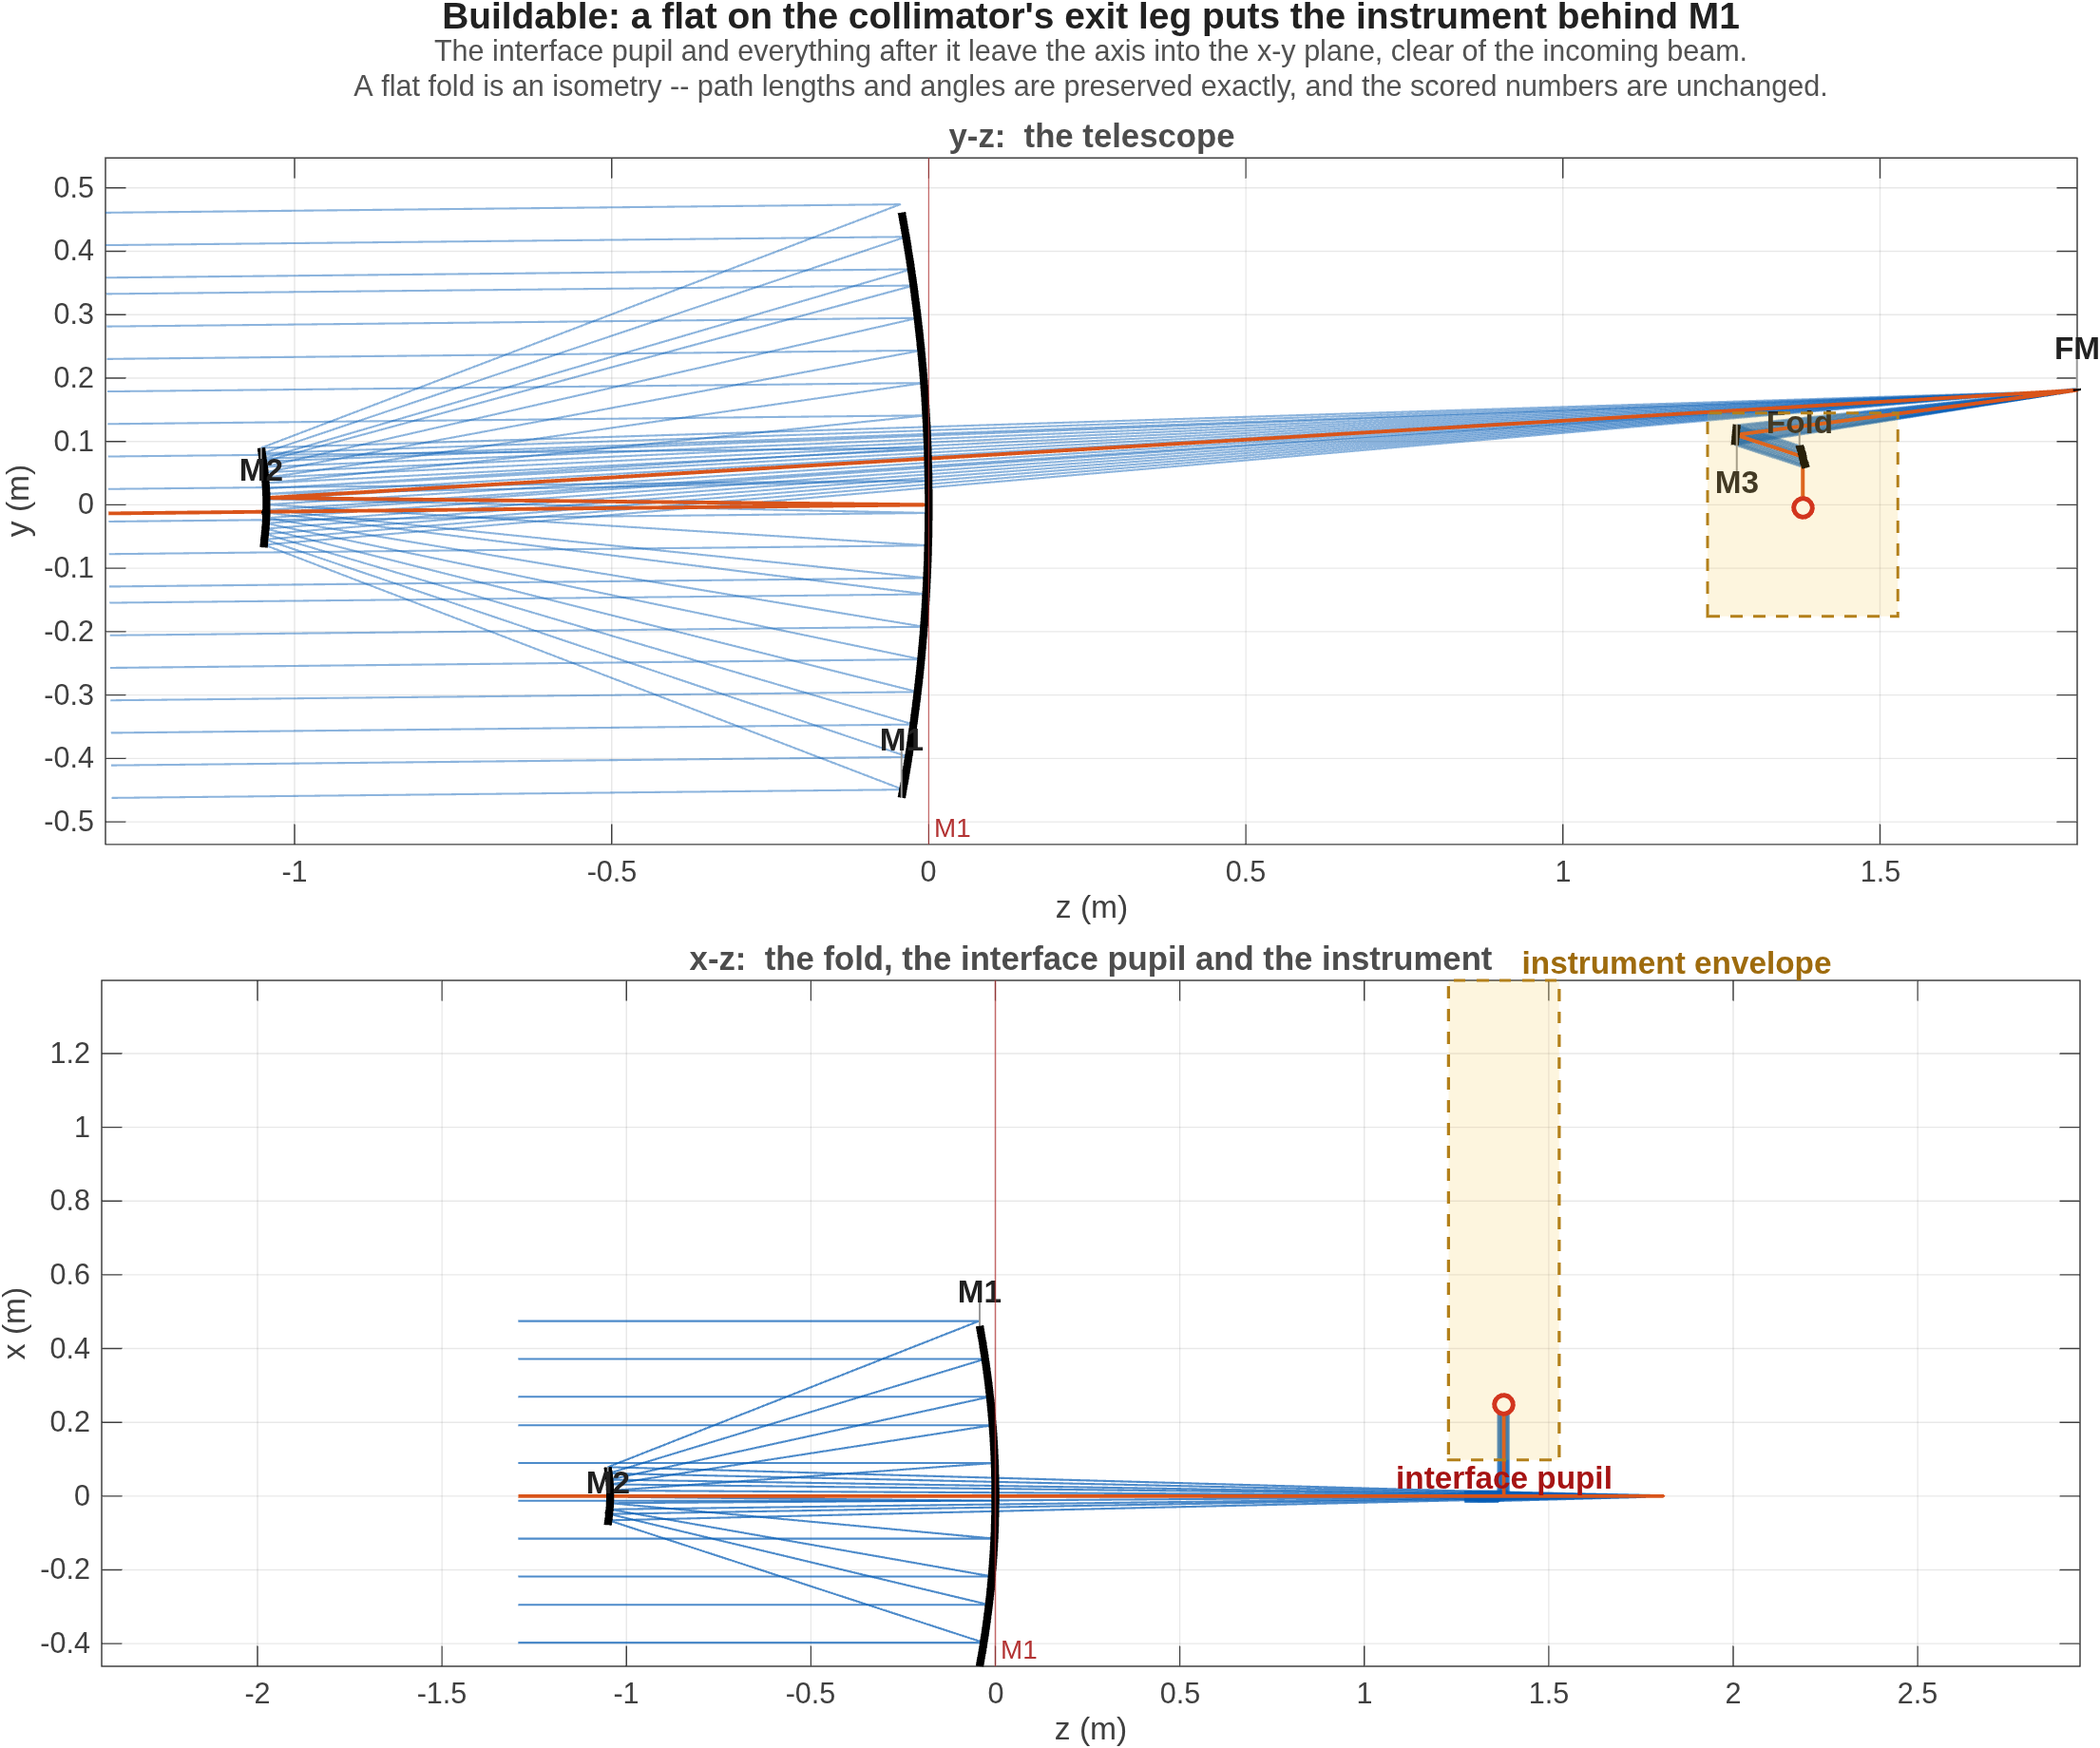 Buildable: a flat on the collimator's exit leg puts the instrument behind M1
The interface pupil and everything after it leave the axis into the x-y plane, clear of the incoming beam.
A flat fold is an isometry -- path lengths and angles are preserved exactly, and the scored numbers are unchanged.
y-z:  the telescope
0.5
0.4
0.3
0.2
0.1
0
-0.1
-0.2
-0.3
-0.4
-0.5
y (m)
M2
M1
M1
FM
Fold
M3
-1
-0.5
0
0.5
1
1.5
z (m)
x-z:  the fold, the interface pupil and the instrument
instrument envelope
1.2
1
0.8
0.6
0.4
0.2
0
-0.2
-0.4
x (m)
M1
M2
interface pupil
M1
-2
-1.5
-1
-0.5
0
0.5
1
1.5
2
2.5
z (m)